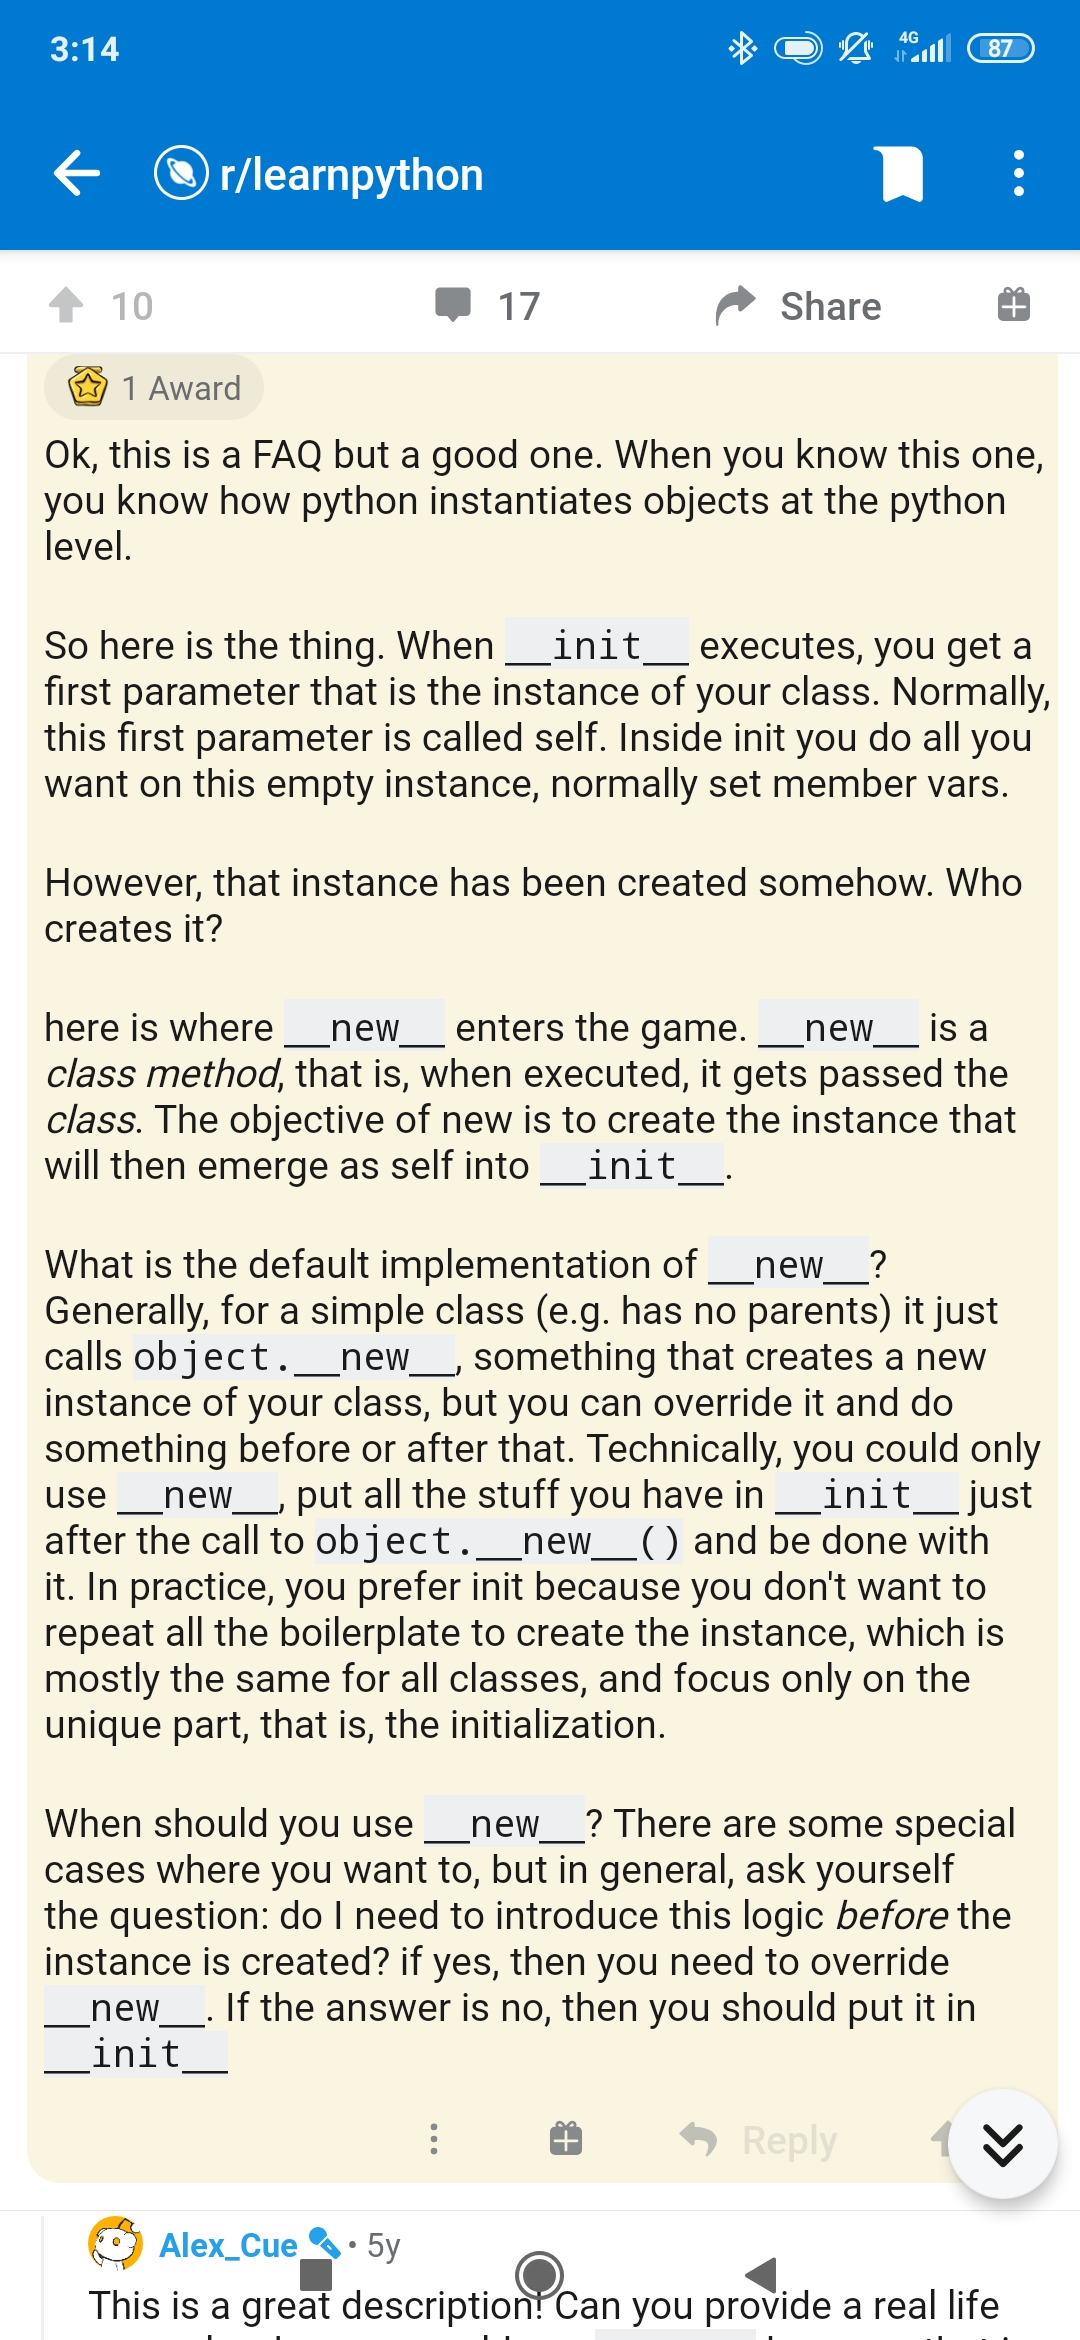 3:14
4G
87
r/learnpython
10
17
Share
1 Award
Ok, this is a FAQ but a good one. When you know this one,
you know how python instantiates objects at the python
level.
So here is the thing. When __init__ executes, you get a
first parameter that is the instance of your class. Normally,
this first parameter is called self. Inside init you do all you
want on this empty instance, normally set member vars.
However, that instance has been created somehow. Who
creates it?
here is where __new__ enters the game. __new__ is a
class method, that is, when executed, it gets passed the
class. The objective of new is to create the instance that
will then emerge as self into __init__.
What is the default implementation of __new__?
Generally, for a simple class (e.g. has no parents) it just
calls object.__new__, something that creates a new
instance of your class, but you can override it and do
something before or after that. Technically, you could only
use __new__, put all the stuff you have in __init__ just
after the call to object.__new__() and be done with
it. In practice, you prefer init because you don't want to
repeat all the boilerplate to create the instance, which is
mostly the same for all classes, and focus only on the
unique part, that is, the initialization.
When should you use __new__? There are some special
cases where you want to, but in general, ask yourself
the question: do I need to introduce this logic before the
instance is created? if yes, then you need to override
__new__. If the answer is no, then you should put it in
__init__
Reply
Alex_Cue • 5y
This is a great description! Can you provide a real life